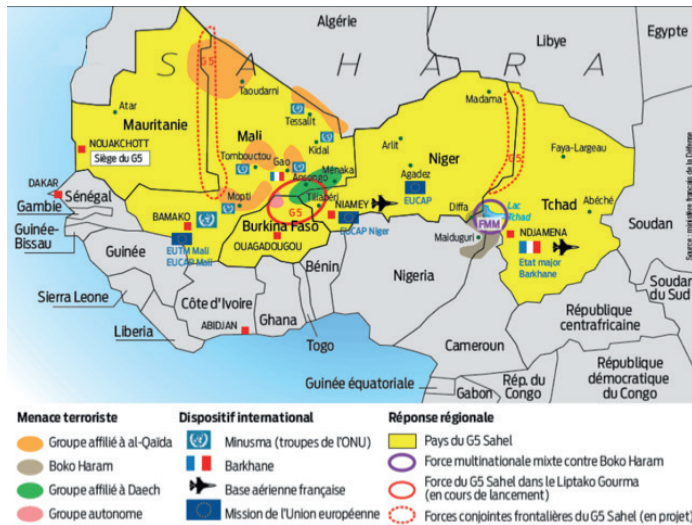 Algérie
Libye
Egypte
S A H A R A
G5
Taoudarni
Madama
Atar
Mauritanie
Tessalit
Mali
Kidal
Arlit
Faya-Largeau
NOUAKCHOTT
Siège du G5
Tombouctou
Gao
Niger
Agadez
G5
Ansongo
Ménaka
EUCAP
Tchad
DAKAR
Sénégal
Mopti
Tillabéri
G5
NIAMEY
Diffa
Lac
Tchad
Abéché
Gambie
Guinée-
Bissau
BAMAKO
EUTM Mali
EUCAP Mali
Burkina Faso
OUAGADOUGOU
EUCAP Niger
FMM
Maiduguri
NDJAMENA
Etat major
Barkhane
Soudan
Guinée
Bénin
Nigeria
Sierra Leone
Côte d'Ivoire
Ghana
Soudan
du Sud
Liberia
ABIDJAN
Togo
Cameroun
République
centrafricaine
Guinée équatoriale
Gabon
Rép. du
Congo
République
démocratique
du Congo
Source : ministère français de la Défense
Menace terroriste
Groupe affilié à al-Qaïda
Boko Haram
Groupe affilié à Daech
Groupe autonome
Dispositif international
Minusma (troupes de l'ONU)
Barkhane
Base aérienne française
Mission de l'Union européenne
Réponse régionale
Pays du G5 Sahel
Force multinationale mixte contre Boko Haram
Force du G5 Sahel dans le Liptako Gourma
(en cours de lancement)
Forces conjointes frontalières du G5 Sahel (en projet)